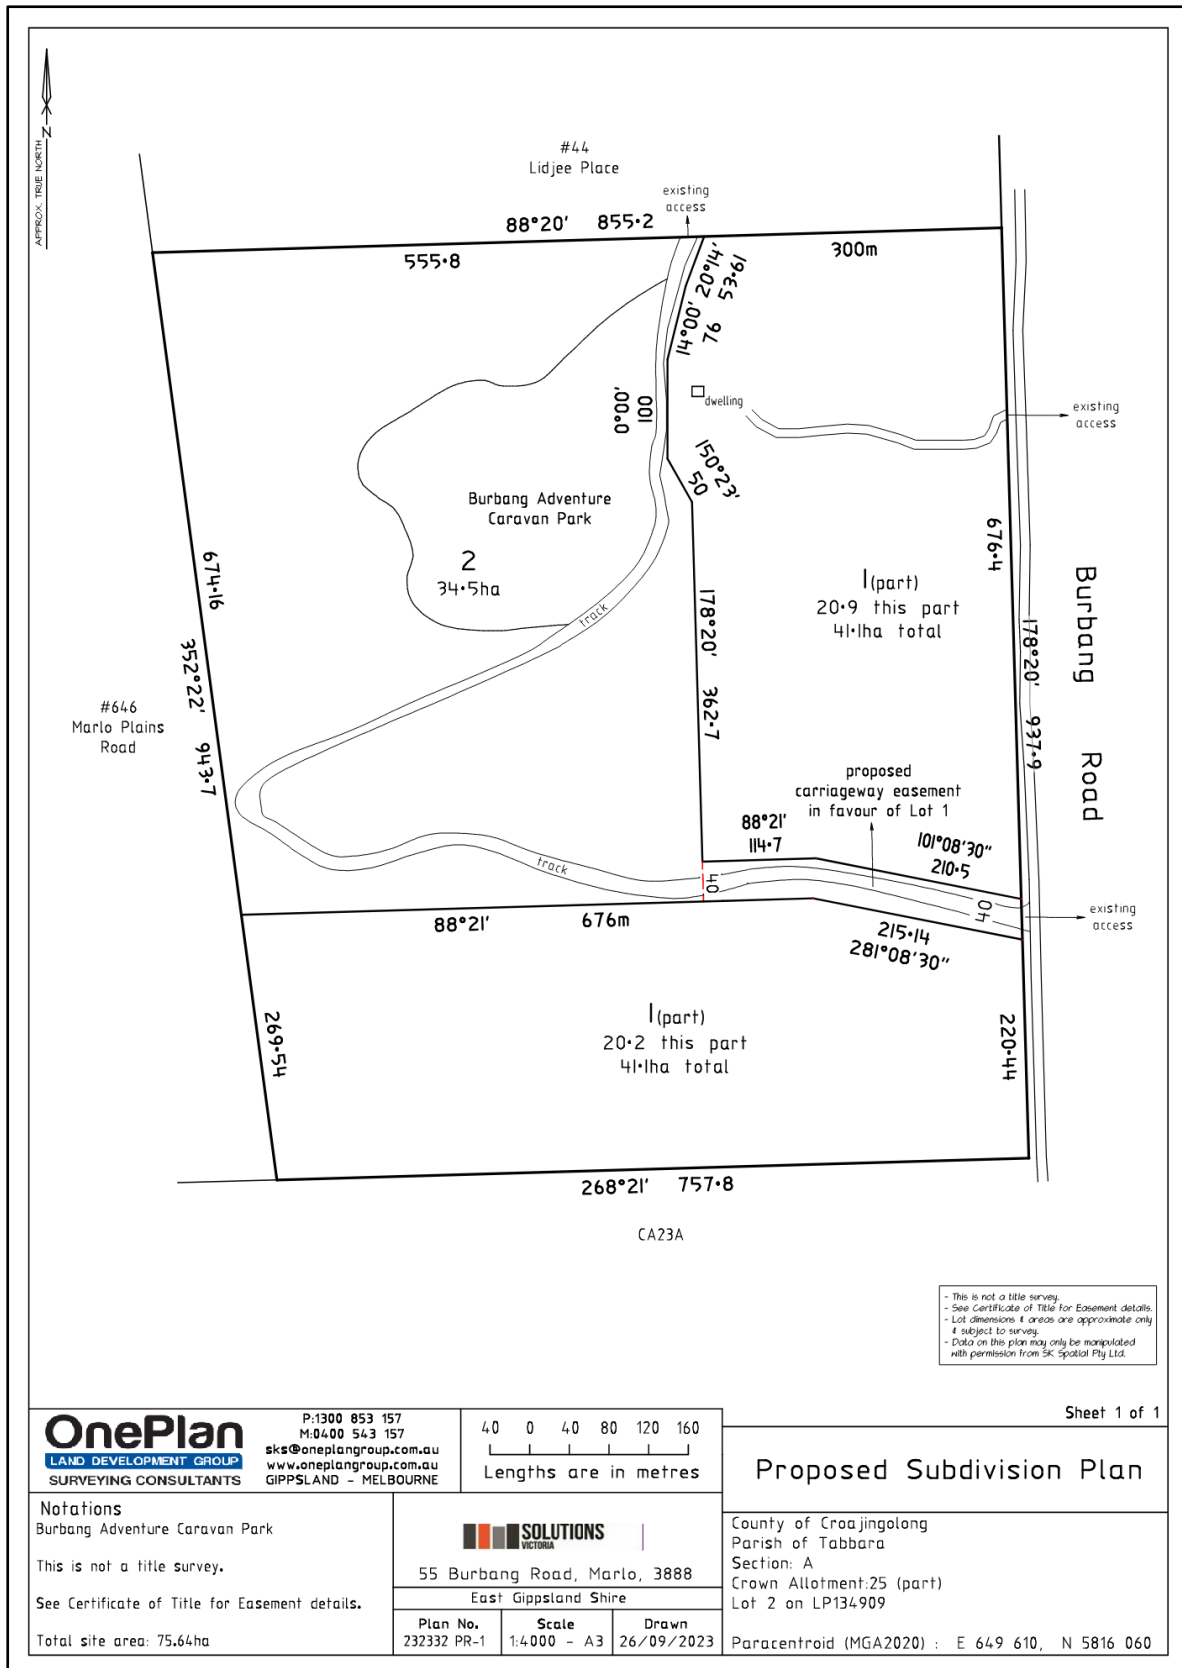 APPROX. TRUE NORTH
N
#44
Lidjee Place
existing
access
88°20' 855·2
555·8
300m
20°14'
53·61
14°00'
76
0°00'
100
dwelling
existing
access
150°23'
50
Burbang Adventure
Caravan Park
2
34·5ha
track
674·16
352°22' 943·7
#646
Marlo Plains
Road
676·4
1(part)
20·9 this part
41·1ha total
178°20' 362·7
178°20' 937·9
Burbang Road
proposed
carriageway easement
in favour of Lot 1
88°21'
114·7
101°08'30"
210·5
track
40
40
existing
access
88°21' 676m
215·14
281°08'30"
269·54
1(part)
20·2 this part
41·1ha total
220·44
268°21' 757·8
CA23A
- This is not a title survey.
- See Certificate of Title for Easement details.
- Lot dimensions & areas are approximate only
& subject to survey.
- Data on this plan may only be manipulated
with permission from SK Spatial Pty Ltd.
Sheet 1 of 1
OnePlan
LAND DEVELOPMENT GROUP
SURVEYING CONSULTANTS
P:1300 853 157
M:0400 543 157
sks@oneplangroup.com.au
www.oneplangroup.com.au
GIPPSLAND - MELBOURNE
40 0 40 80 120 160
Lengths are in metres
Proposed Subdivision Plan
Notations
Burbang Adventure Caravan Park
This is not a title survey.
See Certificate of Title for Easement details.
Total site area: 75.64ha
SOLUTIONS
VICTORIA
55 Burbang Road, Marlo, 3888
East Gippsland Shire
Plan No.
232332 PR-1
Scale
1:4000 - A3
Drawn
26/09/2023
County of Croajingolong
Parish of Tabbara
Section: A
Crown Allotment:25 (part)
Lot 2 on LP134909
Paracentroid (MGA2020) : E 649 610, N 5816 060